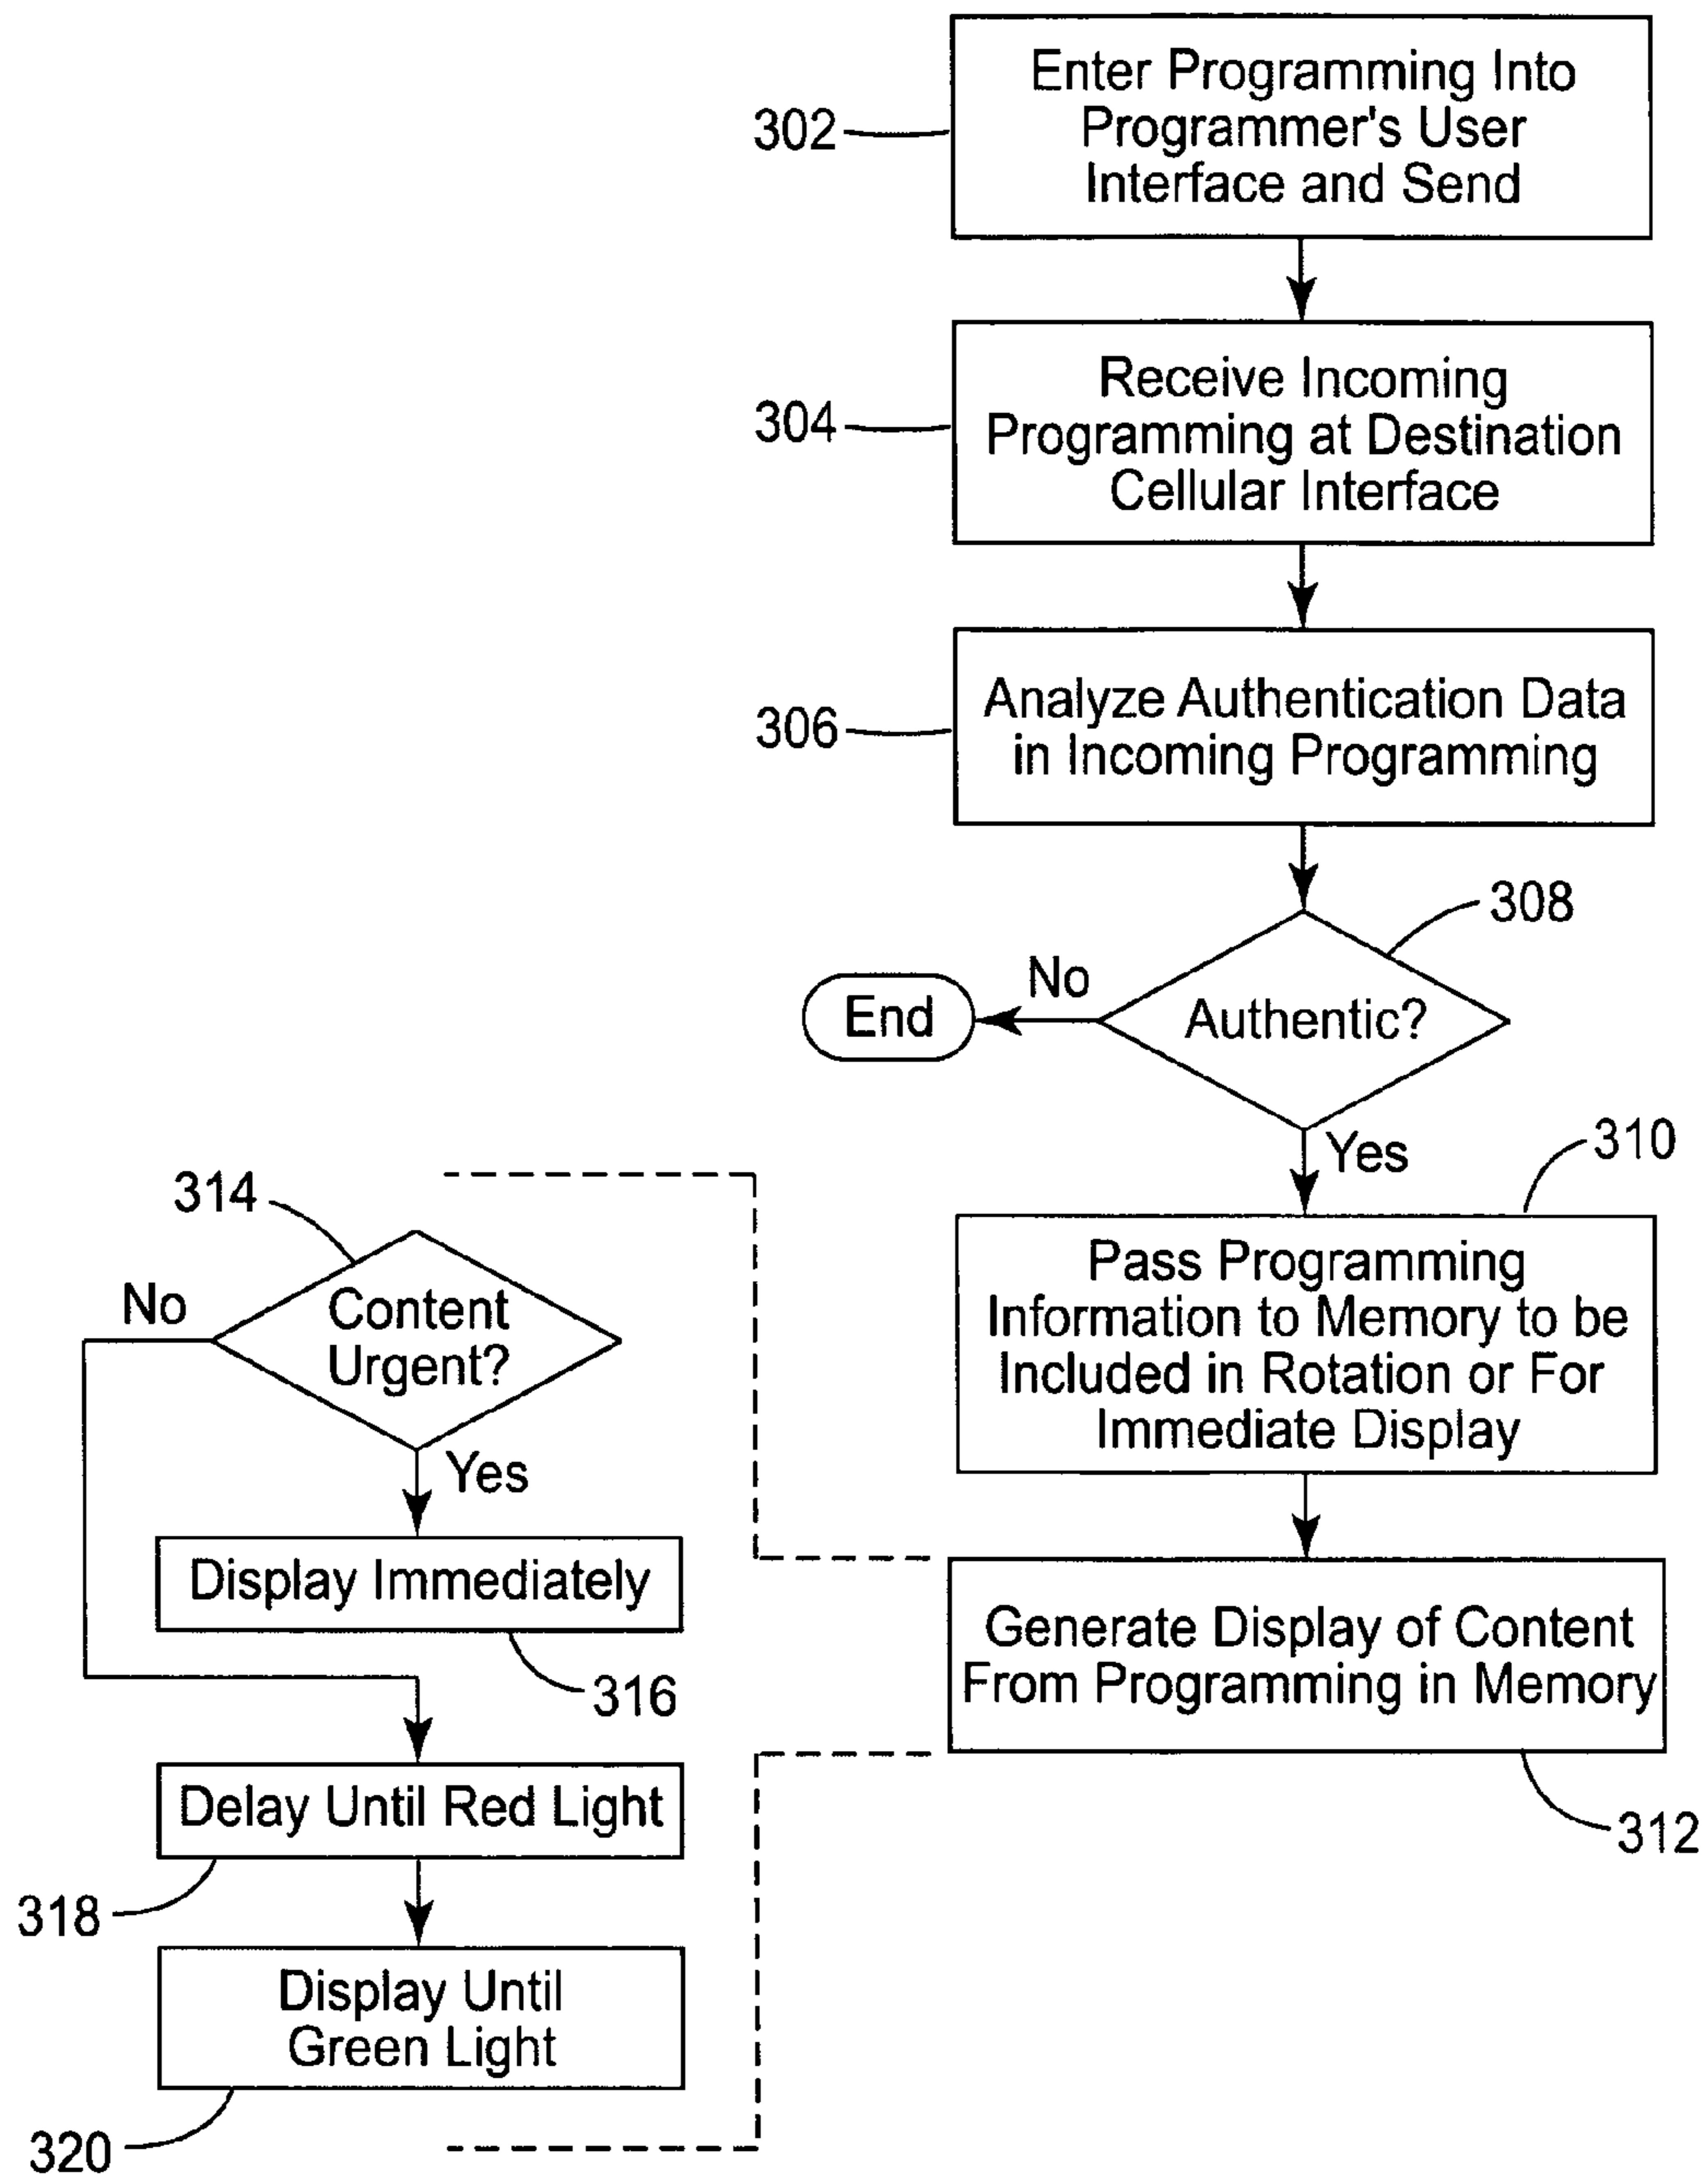 Enter Programming Into
Programmer's User
Interface and Send
302
Receive Incoming
Programming at Destination
Cellular Interface
304
Analyze Authentication Data
in Incoming Programming
306
308
Authentic?
No
End
Yes
310
Pass Programming
Information to Memory to be
Included in Rotation or For
Immediate Display
Generate Display of Content
From Programming in Memory
312
314
Content
Urgent?
No
Yes
Display Immediately
316
Delay Until Red Light
318
Display Until
Green Light
320